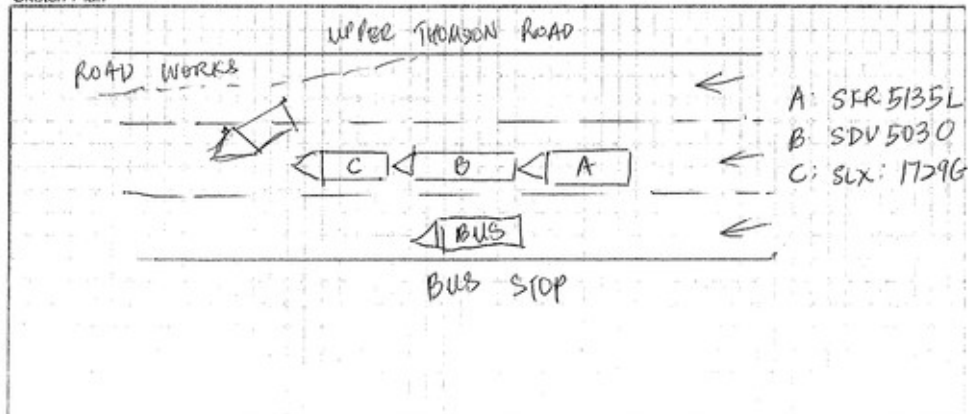 UPPER THOMSON ROAD
ROAD WORKS
A: SKR 5135L
B: SDV 5030
C: SLX: 1729G
C B A
BUS
BUS STOP